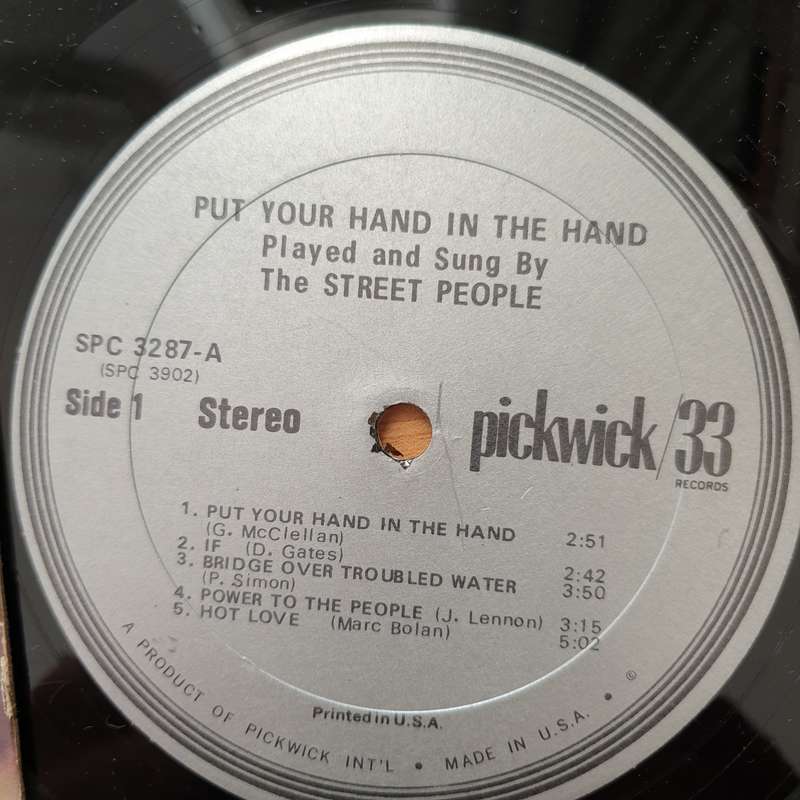 PUT YOUR HAND IN THE HAND
Played and Sung By
The STREET PEOPLE
SPC 3287-A
(SPC 3902)
Side 1 Stereo
pickwick/33
RECORDS
1. PUT YOUR HAND IN THE HAND 2:51
(G. McClellan)
2. IF (D. Gates) 2:42
3. BRIDGE OVER TROUBLED WATER 3:50
(P. Simon)
4. POWER TO THE PEOPLE (J. Lennon) 3:15
5. HOT LOVE (Marc Bolan) 5:02
Printed in U.S.A.
A PRODUCT OF PICKWICK INT'L • MADE IN U.S.A. •